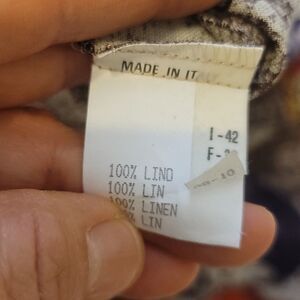 MADE IN IT
I-42
F-
100% LINO
100% LIN
100% LINEN
LIN